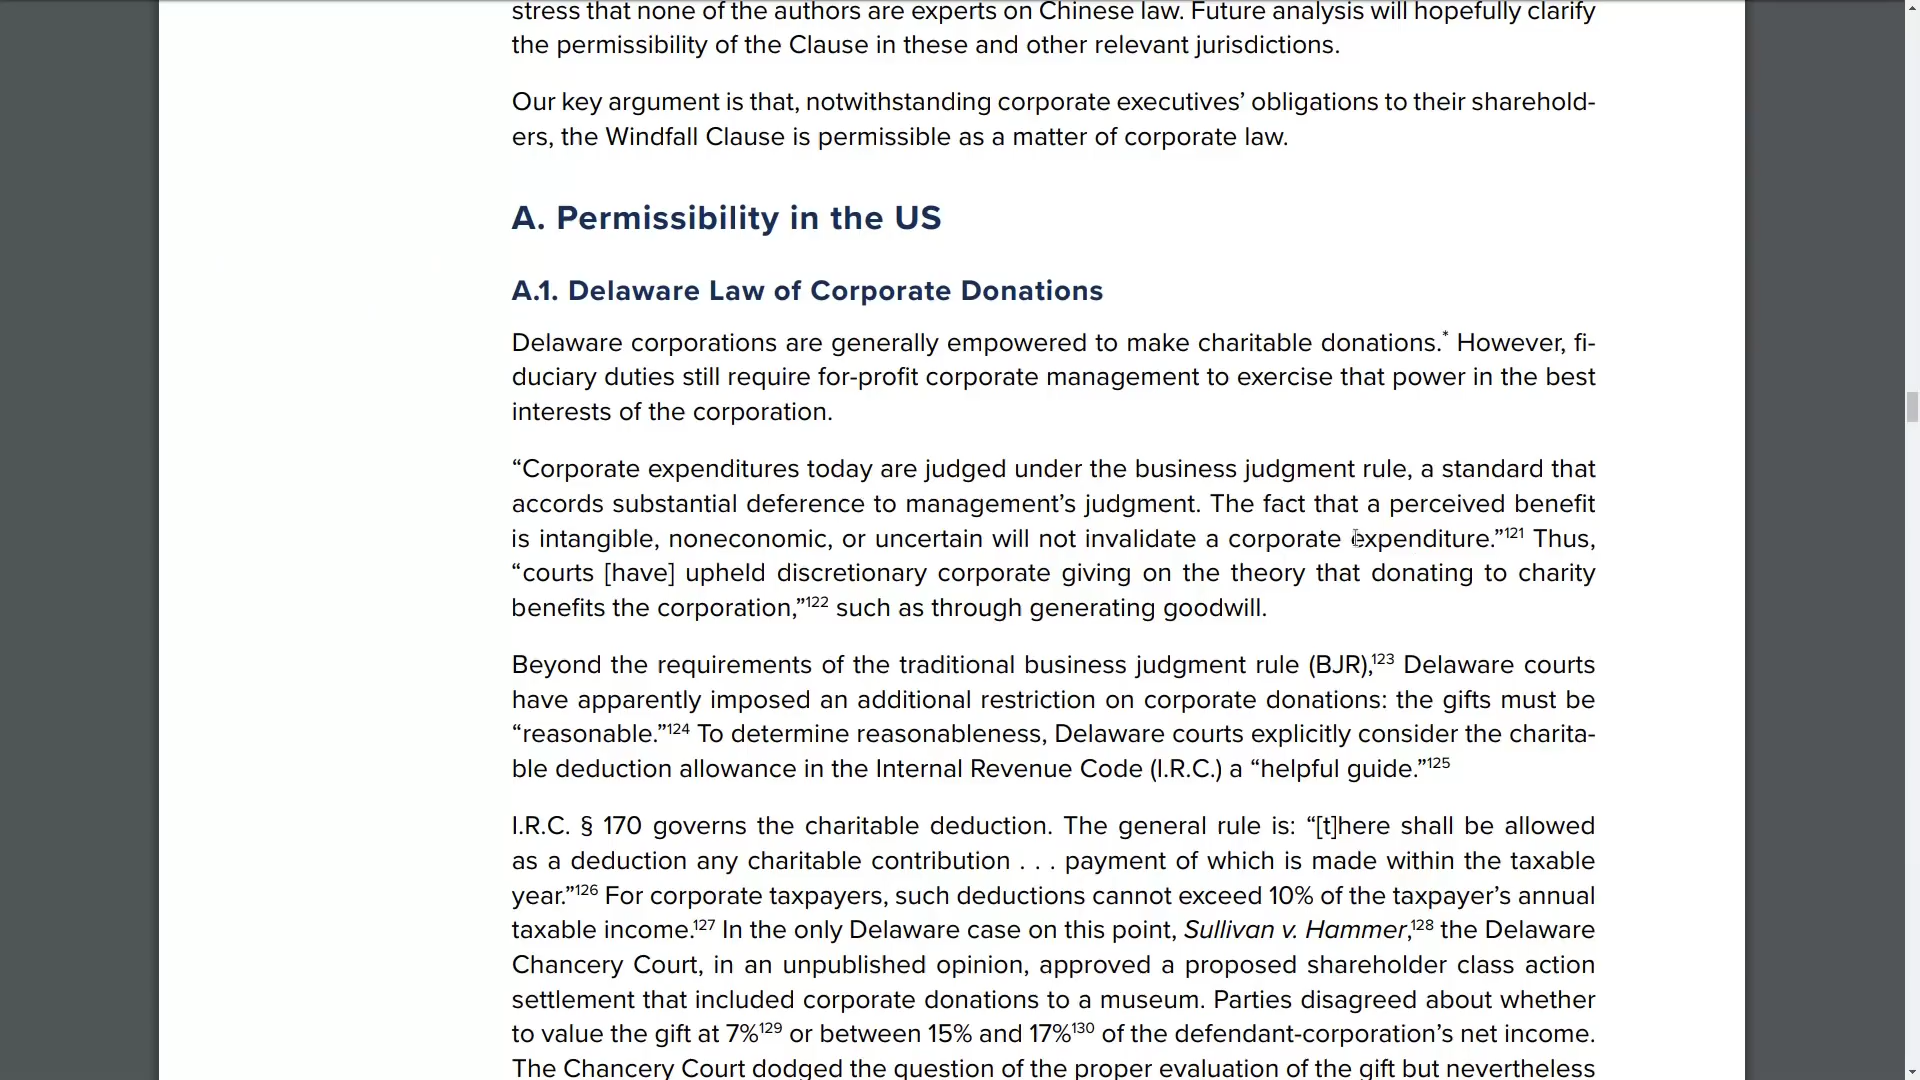 stress that none of the authors are experts on Chinese law. Future analysis will hopefully clarify
the permissibility of the Clause in these and other relevant jurisdictions.
Our key argument is that, notwithstanding corporate executives’ obligations to their sharehold-
ers, the Windfall Clause is permissible as a matter of corporate law.
A. Permissibility in the US
A.1. Delaware Law of Corporate Donations
Delaware corporations are generally empowered to make charitable donations.* However, fi-
duciary duties still require for-profit corporate management to exercise that power in the best
interests of the corporation.
“Corporate expenditures today are judged under the business judgment rule, a standard that
accords substantial deference to management’s judgment. The fact that a perceived benefit
is intangible, noneconomic, or uncertain will not invalidate a corporate expenditure.”121 Thus,
“courts [have] upheld discretionary corporate giving on the theory that donating to charity
benefits the corporation,”122 such as through generating goodwill.
Beyond the requirements of the traditional business judgment rule (BJR),123 Delaware courts
have apparently imposed an additional restriction on corporate donations: the gifts must be
“reasonable.”124 To determine reasonableness, Delaware courts explicitly consider the charita-
ble deduction allowance in the Internal Revenue Code (I.R.C.) a “helpful guide.”125
I.R.C. § 170 governs the charitable deduction. The general rule is: “[t]here shall be allowed
as a deduction any charitable contribution . . . payment of which is made within the taxable
year.”126 For corporate taxpayers, such deductions cannot exceed 10% of the taxpayer’s annual
taxable income.127 In the only Delaware case on this point, Sullivan v. Hammer,128 the Delaware
Chancery Court, in an unpublished opinion, approved a proposed shareholder class action
settlement that included corporate donations to a museum. Parties disagreed about whether
to value the gift at 7%129 or between 15% and 17%130 of the defendant-corporation’s net income.
The Chancery Court dodged the question of the proper evaluation of the gift but nevertheless